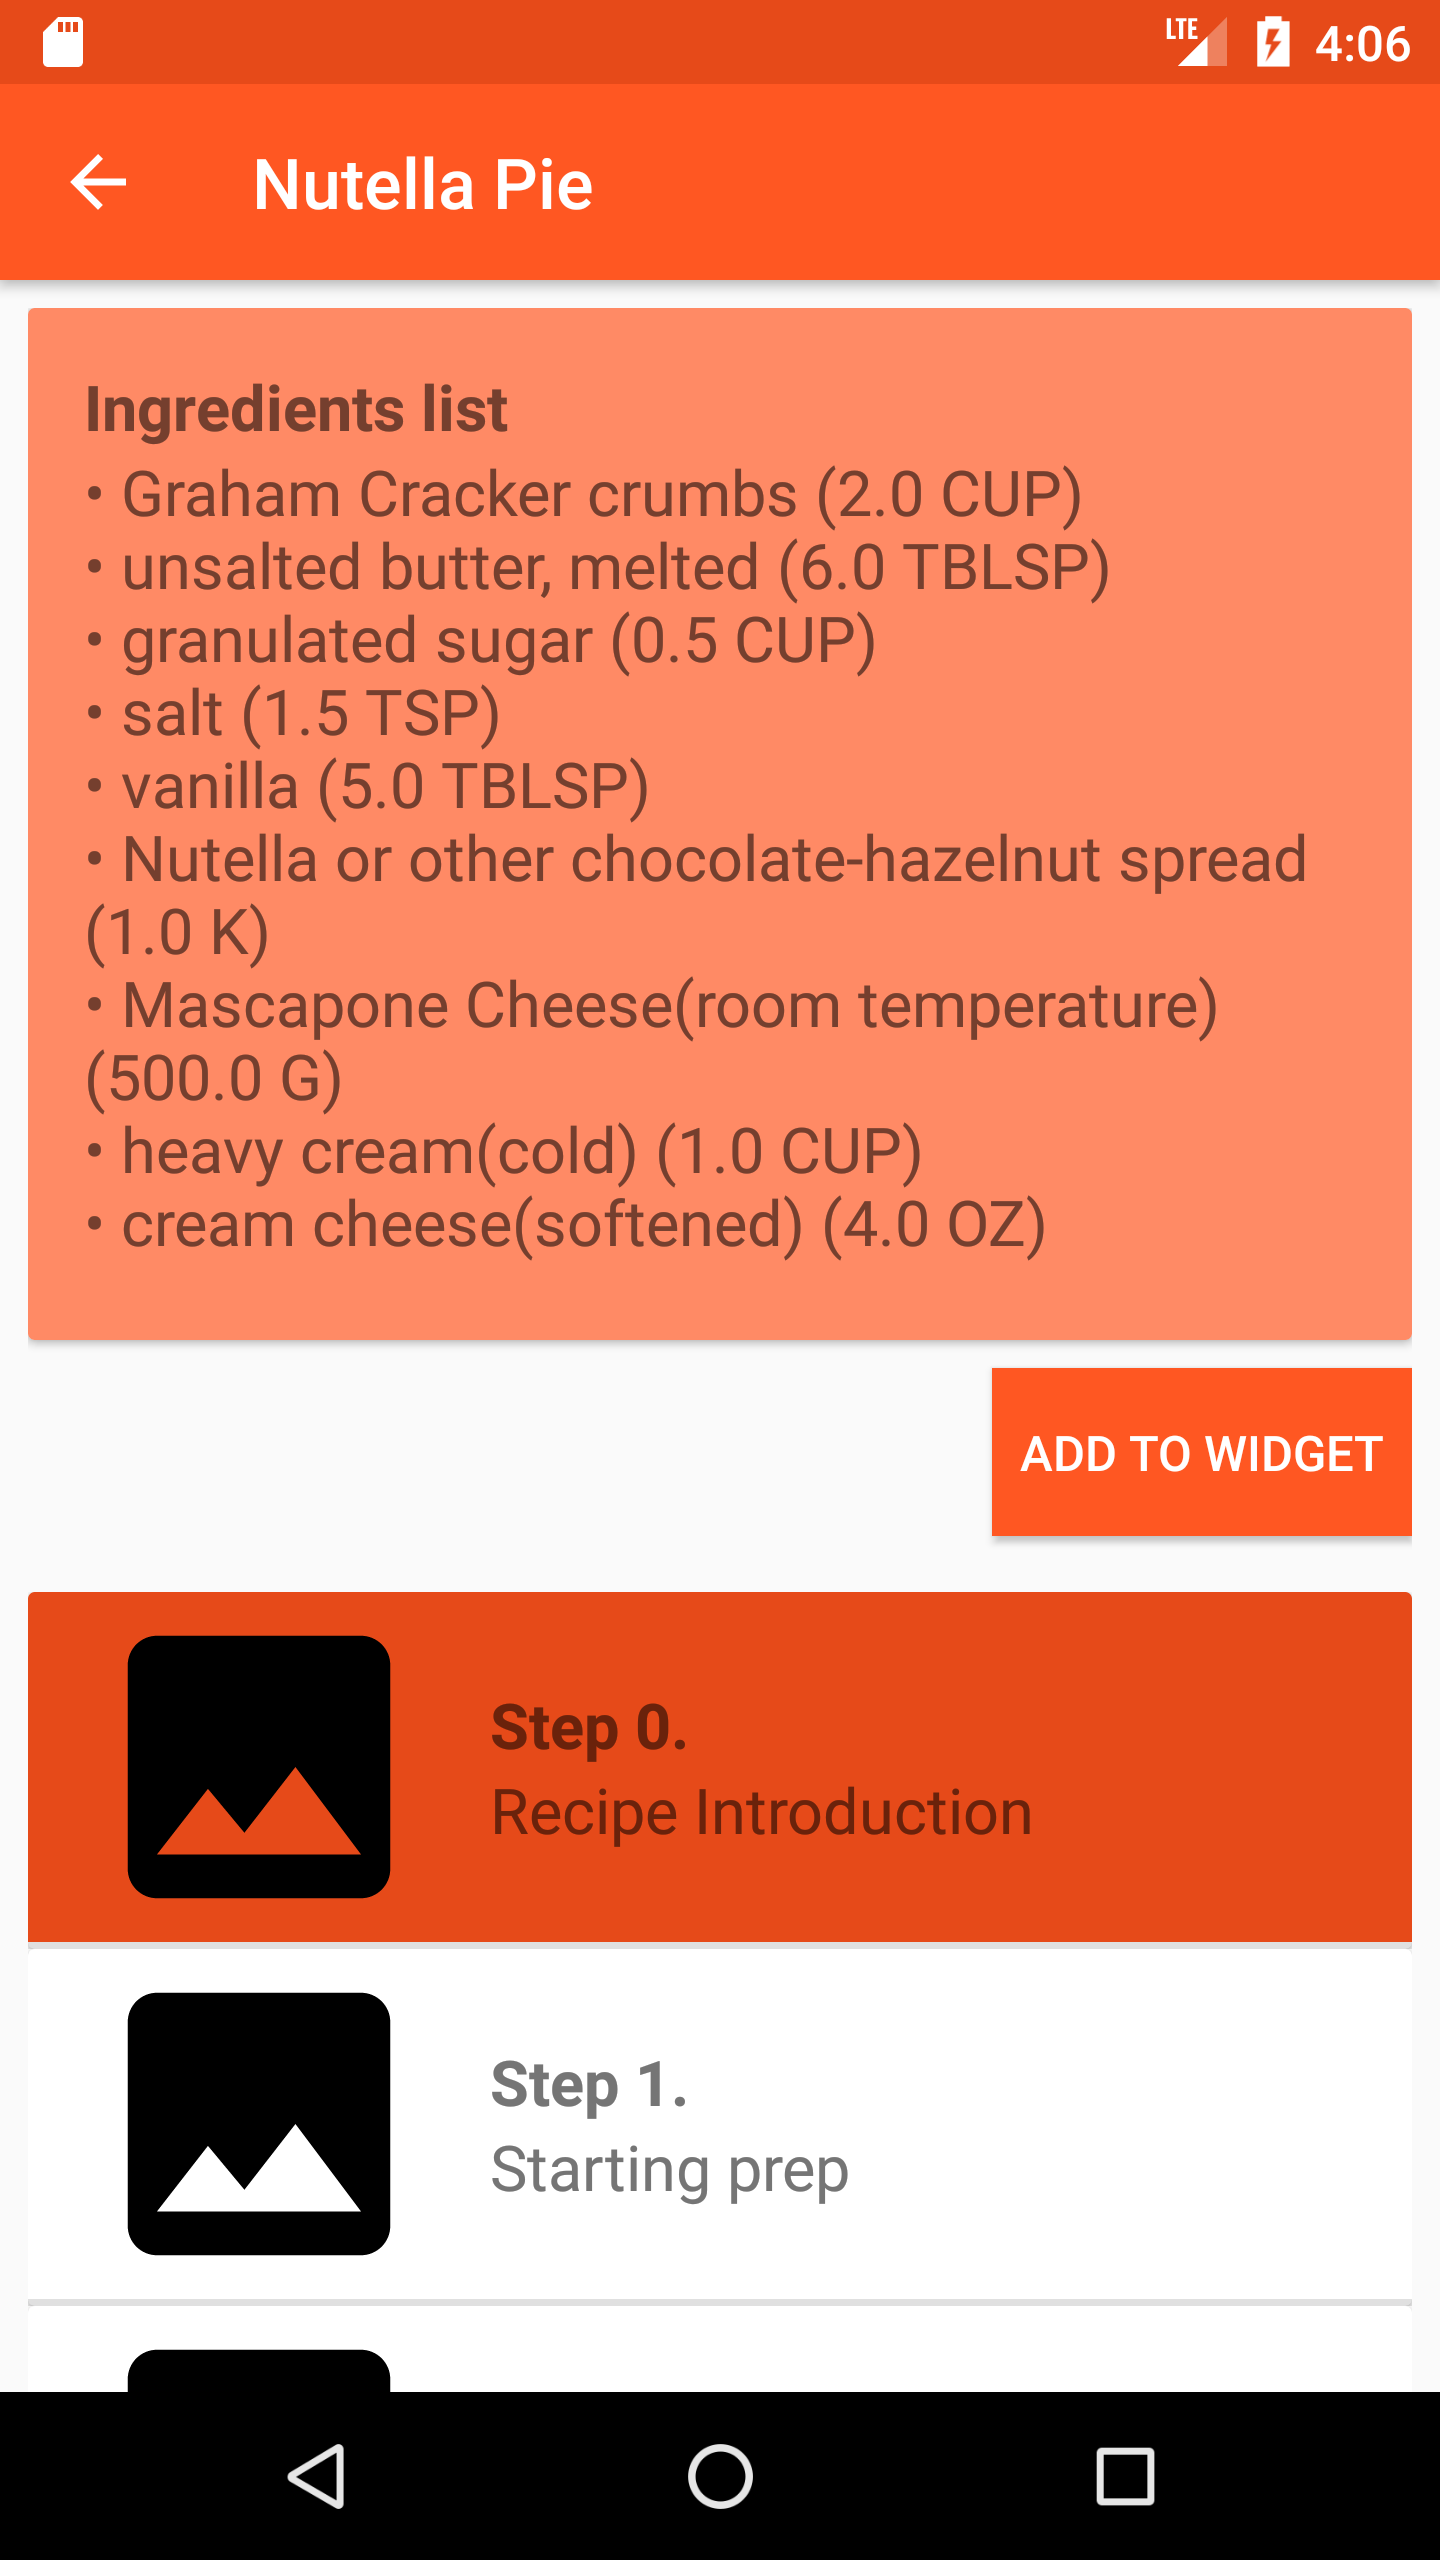 LTE 4:06
Nutella Pie
Ingredients list
• Graham Cracker crumbs (2.0 CUP)
• unsalted butter, melted (6.0 TBLSP)
• granulated sugar (0.5 CUP)
• salt (1.5 TSP)
• vanilla (5.0 TBLSP)
• Nutella or other chocolate-hazelnut spread
(1.0 K)
• Mascapone Cheese(room temperature)
(500.0 G)
• heavy cream(cold) (1.0 CUP)
• cream cheese(softened) (4.0 OZ)
ADD TO WIDGET
Step 0.
Recipe Introduction
Step 1.
Starting prep